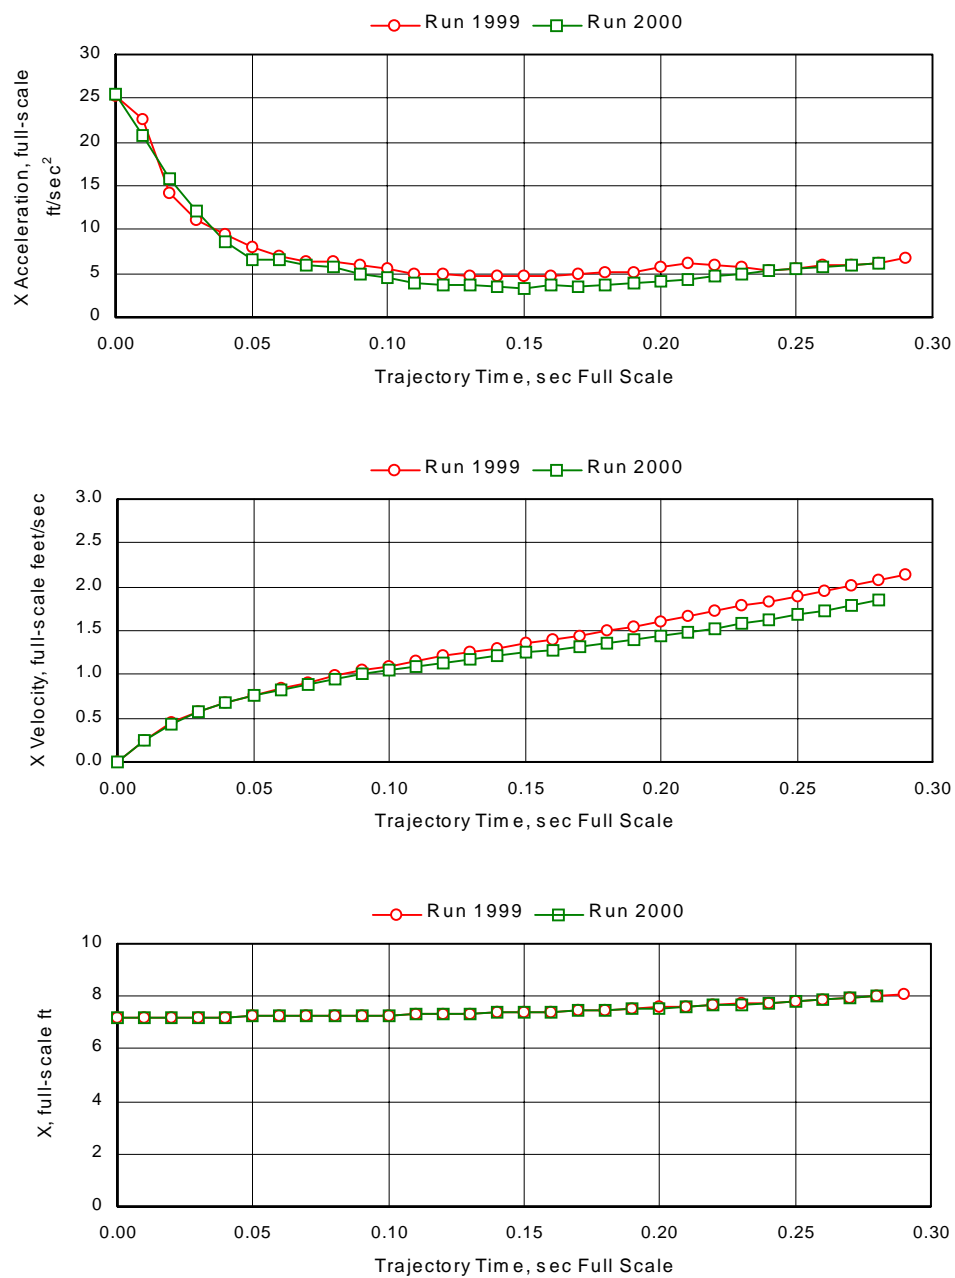 Run 1999 Run 2000
X Acceleration, full-scale
ft/sec²
30
25
20
15
10
5
0
0.00 0.05 0.10 0.15 0.20 0.25 0.30
Trajectory Time, sec Full Scale
Run 1999 Run 2000
X Velocity, full-scale feet/sec
3.0
2.5
2.0
1.5
1.0
0.5
0.0
0.00 0.05 0.10 0.15 0.20 0.25 0.30
Trajectory Time, sec Full Scale
Run 1999 Run 2000
X, full-scale ft
10
8
6
4
2
0
0.00 0.05 0.10 0.15 0.20 0.25 0.30
Trajectory Time, sec Full Scale